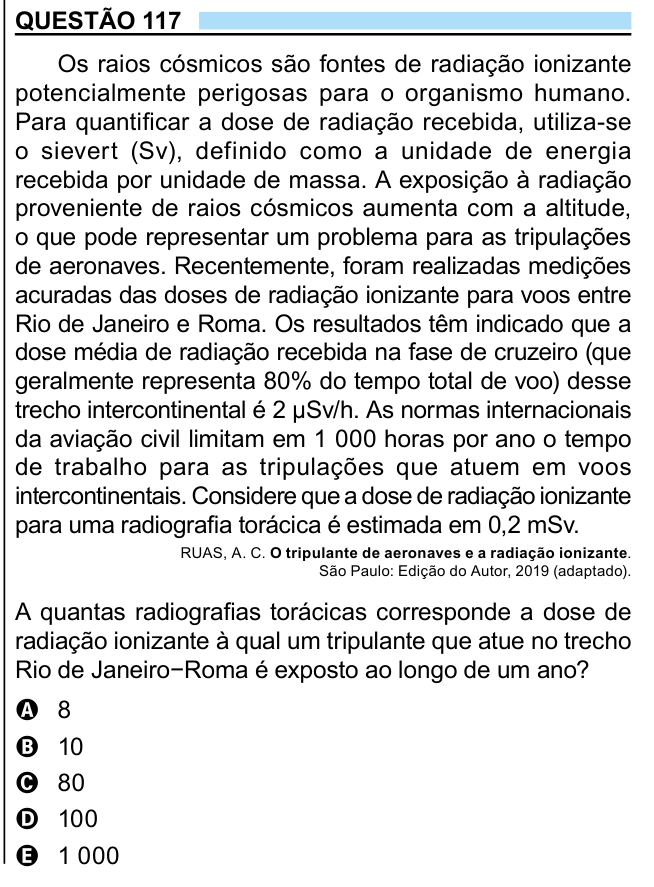 QUESTÃO 117
Os raios cósmicos são fontes de radiação ionizante
potencialmente perigosas para o organismo humano.
Para quantificar a dose de radiação recebida, utiliza-se
o sievert (Sv), definido como a unidade de energia
recebida por unidade de massa. A exposição à radiação
proveniente de raios cósmicos aumenta com a altitude,
o que pode representar um problema para as tripulações
de aeronaves. Recentemente, foram realizadas medições
acuradas das doses de radiação ionizante para voos entre
Rio de Janeiro e Roma. Os resultados têm indicado que a
dose média de radiação recebida na fase de cruzeiro (que
geralmente representa 80% do tempo total de voo) desse
trecho intercontinental é 2 μSv/h. As normas internacionais
da aviação civil limitam em 1 000 horas por ano o tempo
de trabalho para as tripulações que atuem em voos
intercontinentais. Considere que a dose de radiação ionizante
para uma radiografia torácica é estimada em 0,2 mSv.
RUAS, A. C. O tripulante de aeronaves e a radiação ionizante.
São Paulo: Edição do Autor, 2019 (adaptado).
A quantas radiografias torácicas corresponde a dose de
radiação ionizante à qual um tripulante que atue no trecho
Rio de Janeiro−Roma é exposto ao longo de um ano?
A 8
B 10
C 80
D 100
E 1 000